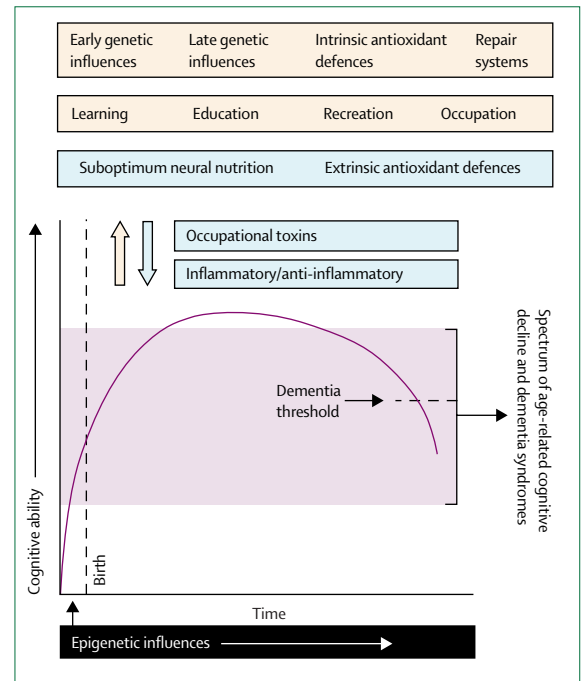 Early genetic influences
Late genetic influences
Intrinsic antioxidant defences
Repair systems
Learning
Education
Recreation
Occupation
Suboptimum neural nutrition
Extrinsic antioxidant defences
Occupational toxins
Inflammatory/anti-inflammatory
Cognitive ability
Birth
Dementia
threshold
Spectrum of age-related cognitive
decline and dementia syndromes
Time
Epigenetic influences